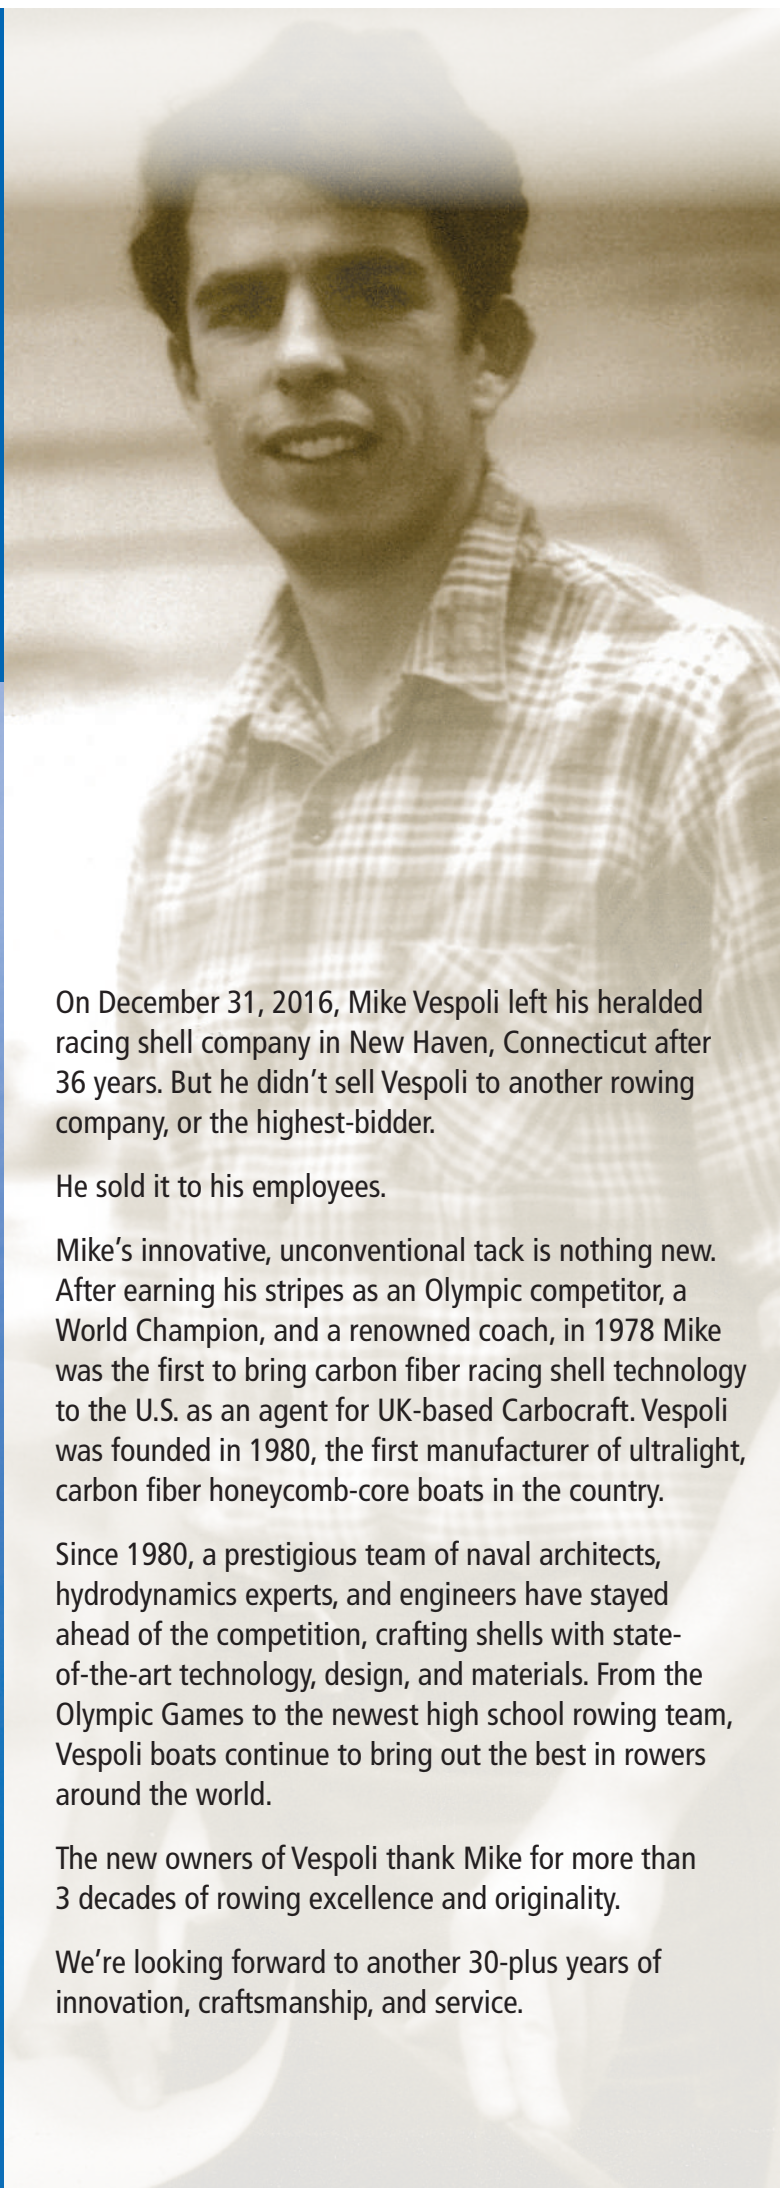 On December 31, 2016, Mike Vespoli left his heralded
racing shell company in New Haven, Connecticut after
36 years. But he didn’t sell Vespoli to another rowing
company, or the highest-bidder.
He sold it to his employees.
Mike’s innovative, unconventional tack is nothing new.
After earning his stripes as an Olympic competitor, a
World Champion, and a renowned coach, in 1978 Mike
was the first to bring carbon fiber racing shell technology
to the U.S. as an agent for UK-based Carbocraft. Vespoli
was founded in 1980, the first manufacturer of ultralight,
carbon fiber honeycomb-core boats in the country.
Since 1980, a prestigious team of naval architects,
hydrodynamics experts, and engineers have stayed
ahead of the competition, crafting shells with state-
of-the-art technology, design, and materials. From the
Olympic Games to the newest high school rowing team,
Vespoli boats continue to bring out the best in rowers
around the world.
The new owners of Vespoli thank Mike for more than
3 decades of rowing excellence and originality.
We’re looking forward to another 30-plus years of
innovation, craftsmanship, and service.